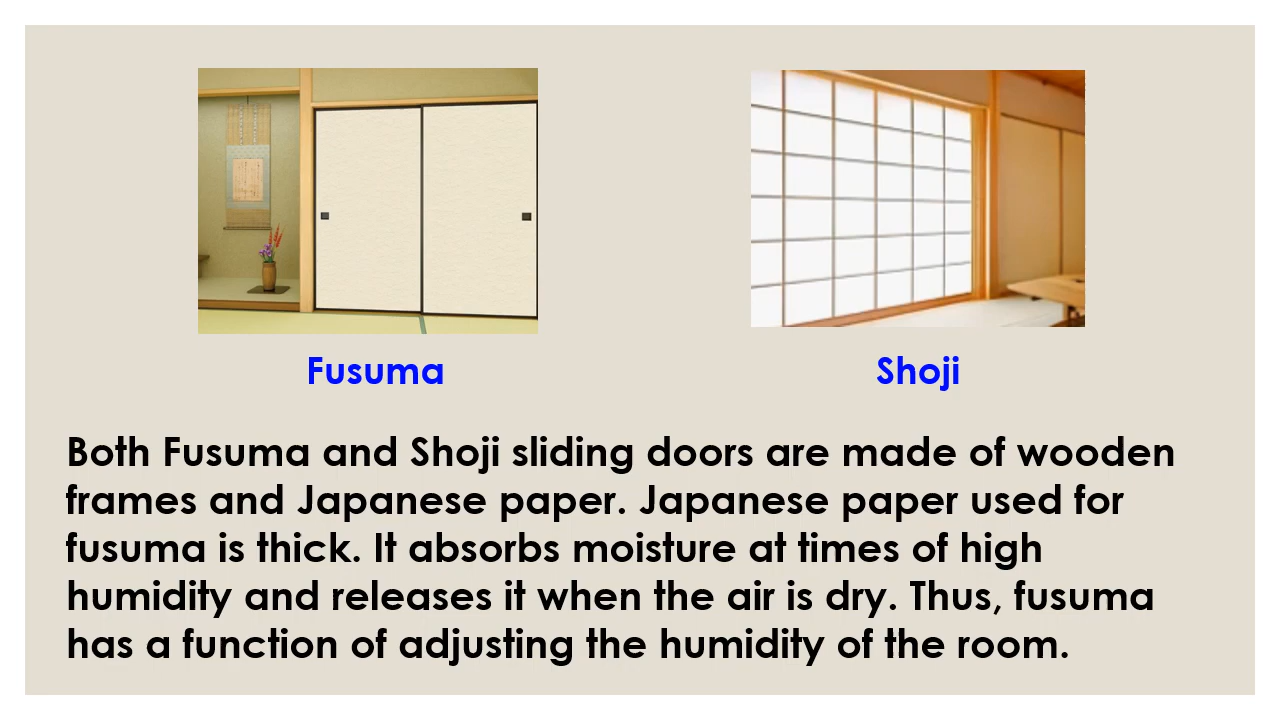 Fusuma
Shoji
Both Fusuma and Shoji sliding doors are made of wooden
frames and Japanese paper. Japanese paper used for
fusuma is thick. It absorbs moisture at times of high
humidity and releases it when the air is dry. Thus, fusuma
has a function of adjusting the humidity of the room.